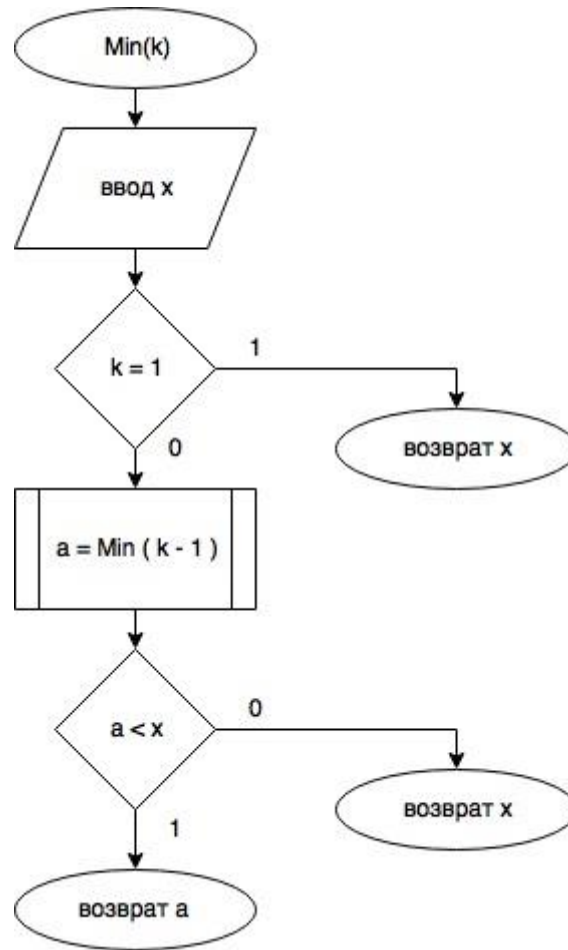 Min(k)
ввод x
k = 1
1
0
возврат x
a = Min ( k - 1 )
a < x
0
1
возврат x
возврат a